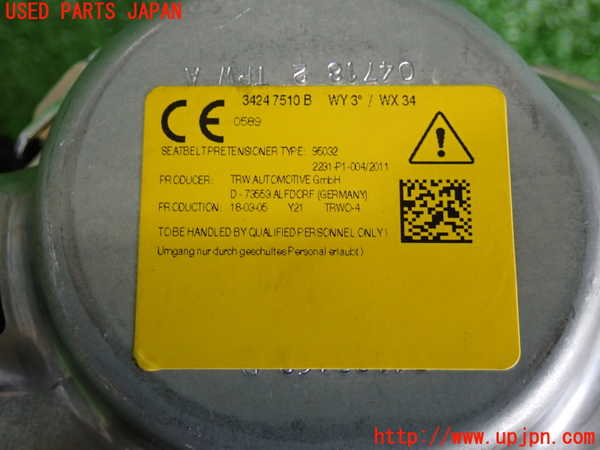 USED PARTS JAPAN
04718 2 TRW A
CE
34247510 B WY 3° / WX 34
0589
SEATBELT PRETENSIONER TYPE: 95032
2231-P1-004/2011
PRODUCER: TRW AUTOMOTIVE GmbH
D - 73553 ALFDORF (GERMANY)
PRODUCTION: 18-03-05 Y21 TRWO-4
TO BE HANDLED BY QUALIFIED PERSONNEL ONLY!
(Umgang nur durch geschultes Personal erlaubt)
http://www.upjpn.com/